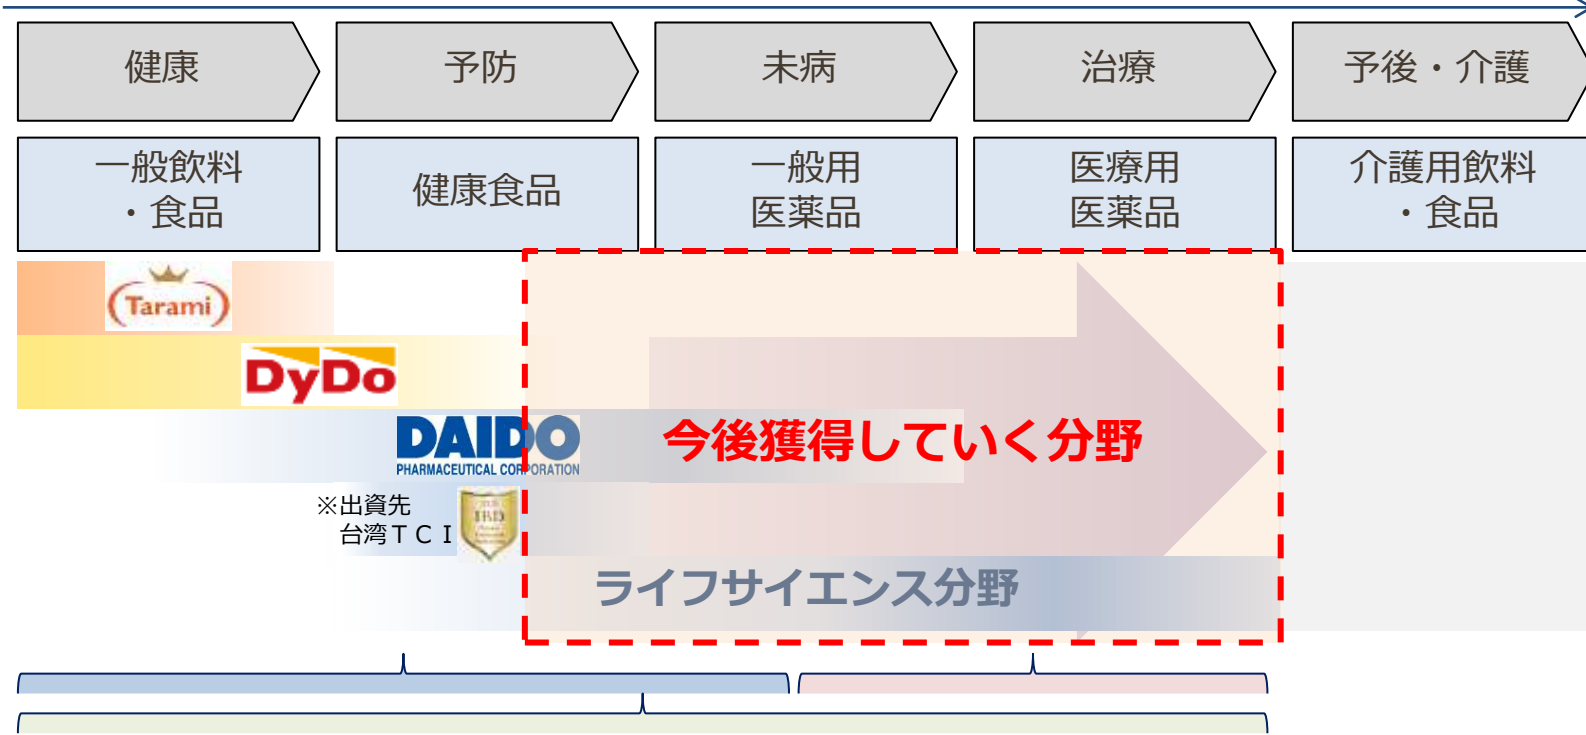 健康
予防
未病
治療
予後・介護
一般飲料
・食品
健康食品
一般用
医薬品
医療用
医薬品
介護用飲料
・食品
Tarami
DyDo
DAIDO
PHARMACEUTICAL CORPORATION
今後獲得していく分野
※出資先
台湾ＴＣＩ
ライフサイエンス分野